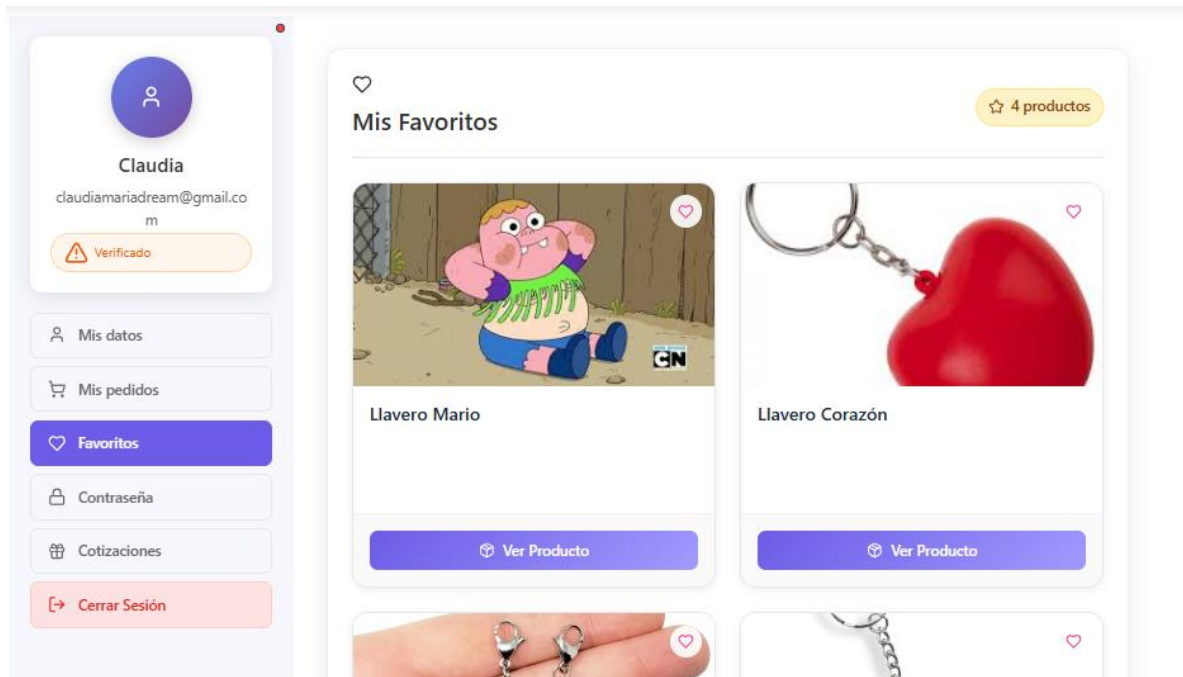 Claudia
claudiamariadream@gmail.co
m
Verificado
Mis datos
Mis pedidos
Favoritos
Contraseña
Cotizaciones
Cerrar Sesión
Mis Favoritos
4 productos
CN
Llavero Mario
Llavero Corazón
Ver Producto
Ver Producto